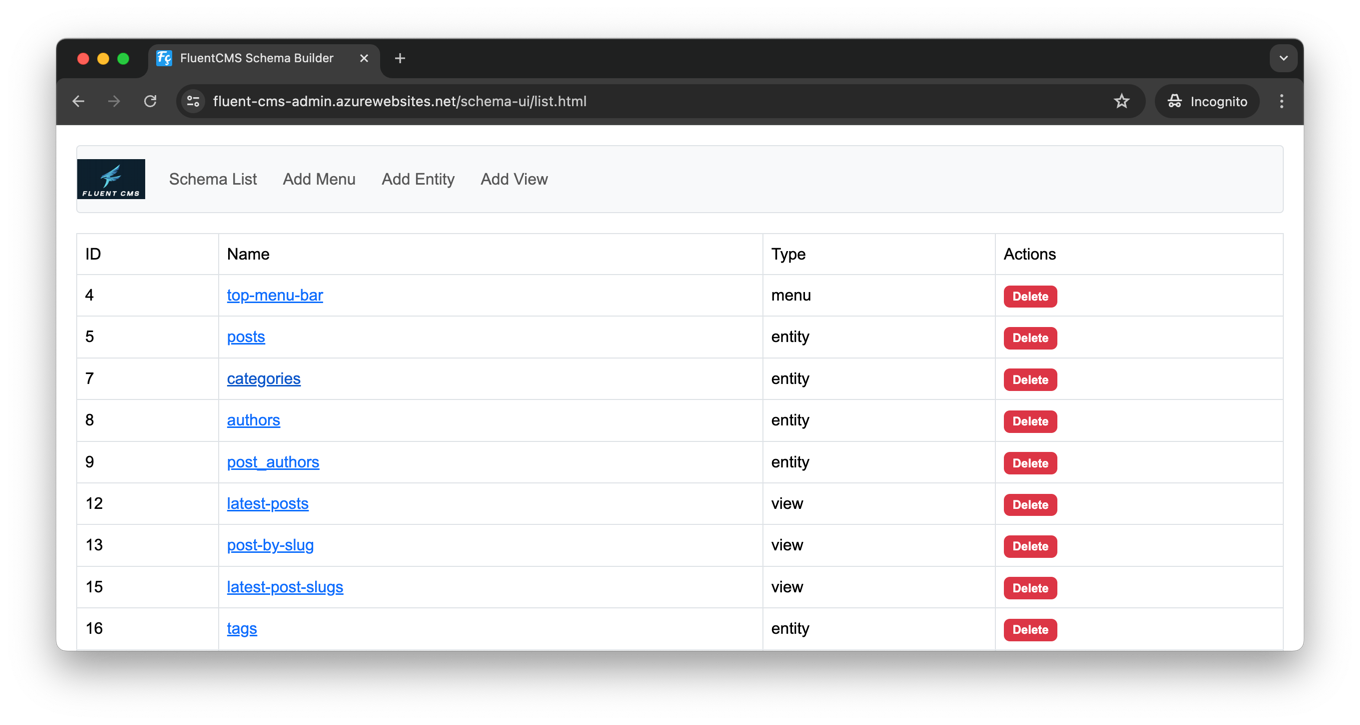 FluentCMS Schema Builder
fluent-cms-admin.azurewebsites.net/schema-ui/list.html
Incognito
FLUENT CMS
Schema List Add Menu Add Entity Add View
ID Name Type Actions
4 top-menu-bar menu Delete
5 posts entity Delete
7 categories entity Delete
8 authors entity Delete
9 post_authors entity Delete
12 latest-posts view Delete
13 post-by-slug view Delete
15 latest-post-slugs view Delete
16 tags entity Delete